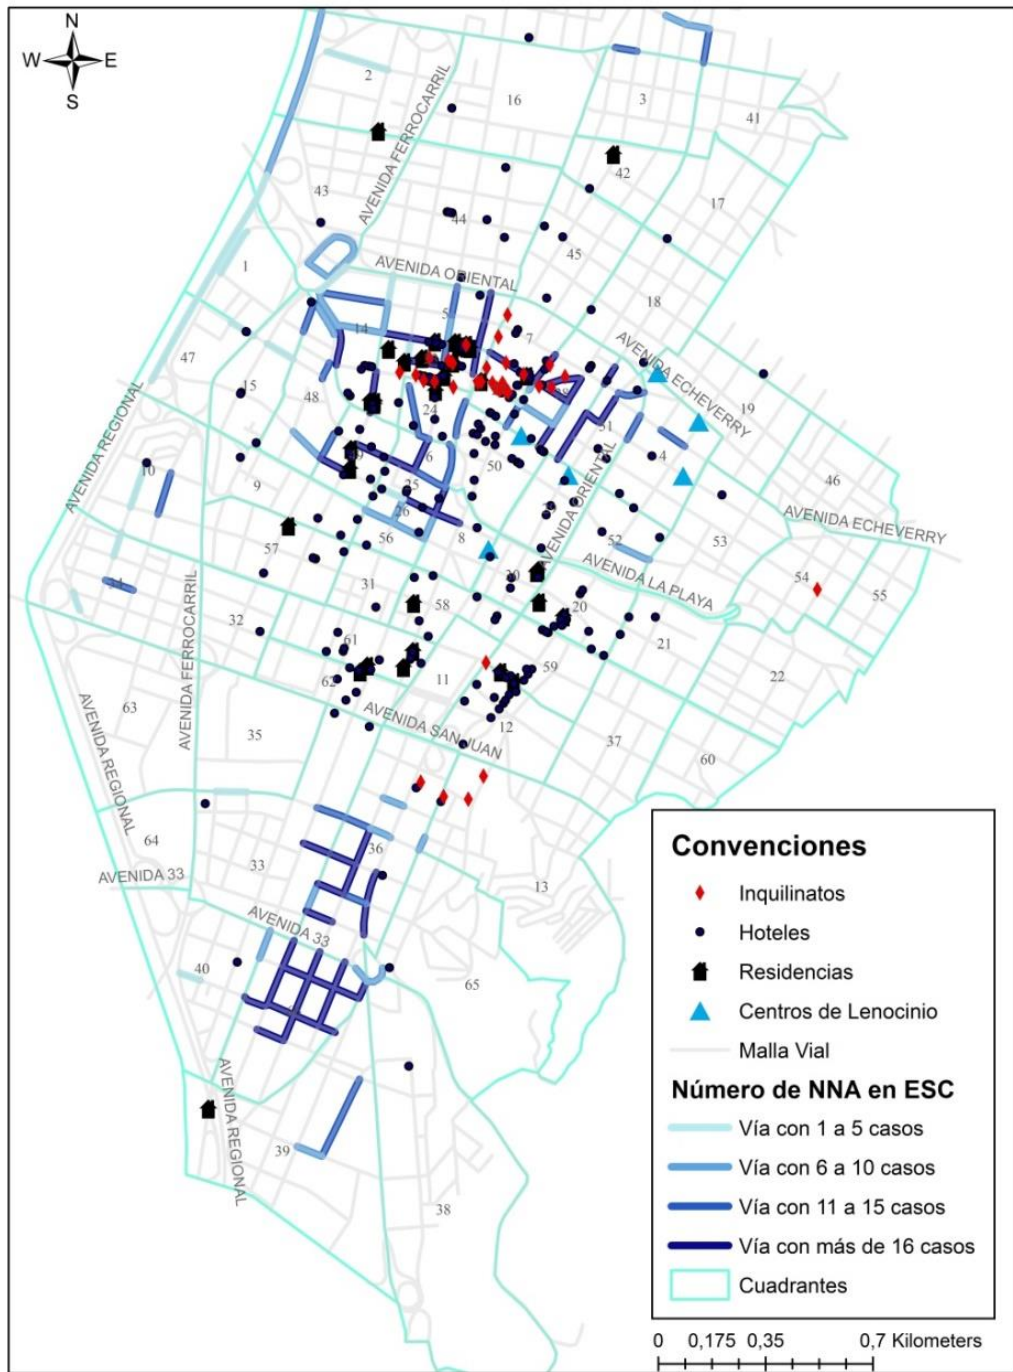 N
W E
S
2
16
3
41
42
43
44
17
45
AVENIDA FERROCARRIL
1
AVENIDA ORIENTAL
18
5
14
7
47
AVENIDA ECHEVERRY
15
48
19
24
51
4
6
50
46
10
9
25
AVENIDA REGIONAL
26
AVENIDA ORIENTAL
56
8
52
53
AVENIDA ECHEVERRY
57
31
AVENIDA LA PLAYA
54
55
58
20
32
61
21
AVENIDA FERROCARRIL
62
11
59
22
63
AVENIDA SAN JUAN
12
35
37
60
AVENIDA REGIONAL
64
33
36
13
AVENIDA 33
AVENIDA 33
40
65
AVENIDA REGIONAL
39
38
Convenciones
Inquilinatos
Hoteles
Residencias
Centros de Lenocinio
Malla Vial
Número de NNA en ESC
Vía con 1 a 5 casos
Vía con 6 a 10 casos
Vía con 11 a 15 casos
Vía con más de 16 casos
Cuadrantes
0 0,175 0,35 0,7 Kilometers